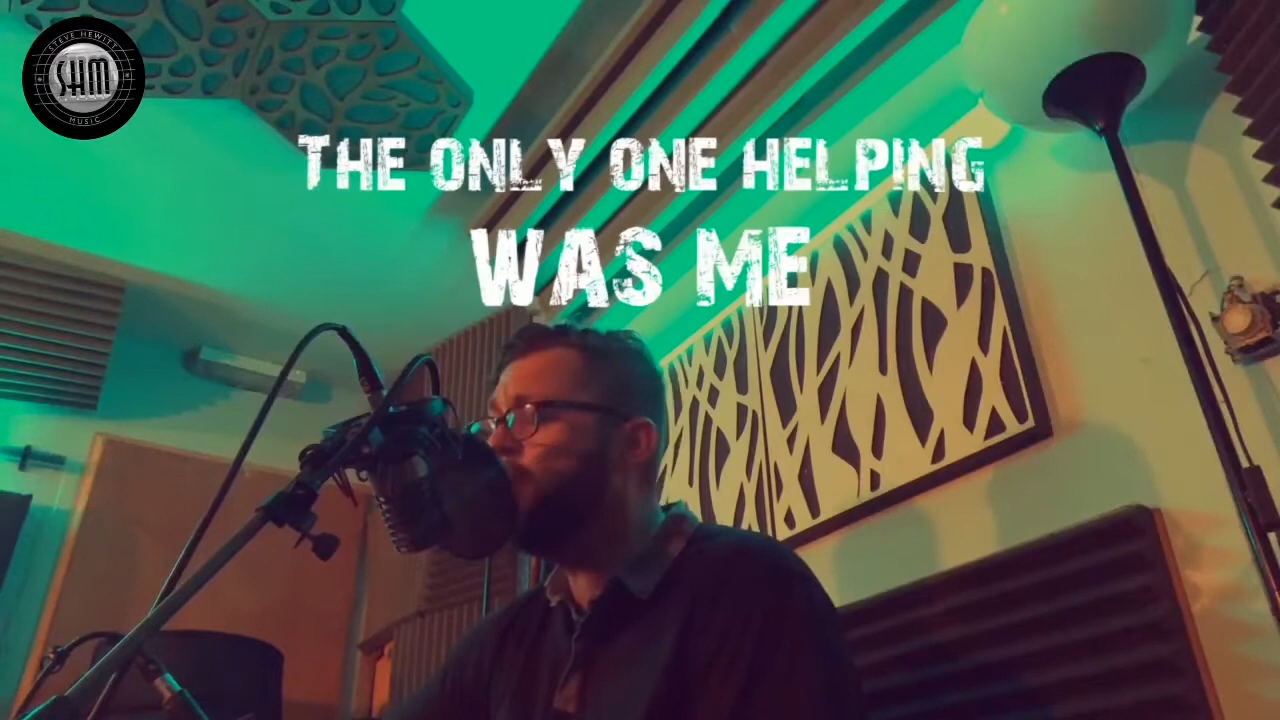 STEVE HEWITT
SHM
MUSIC
THE ONLY ONE HELPING
WAS ME